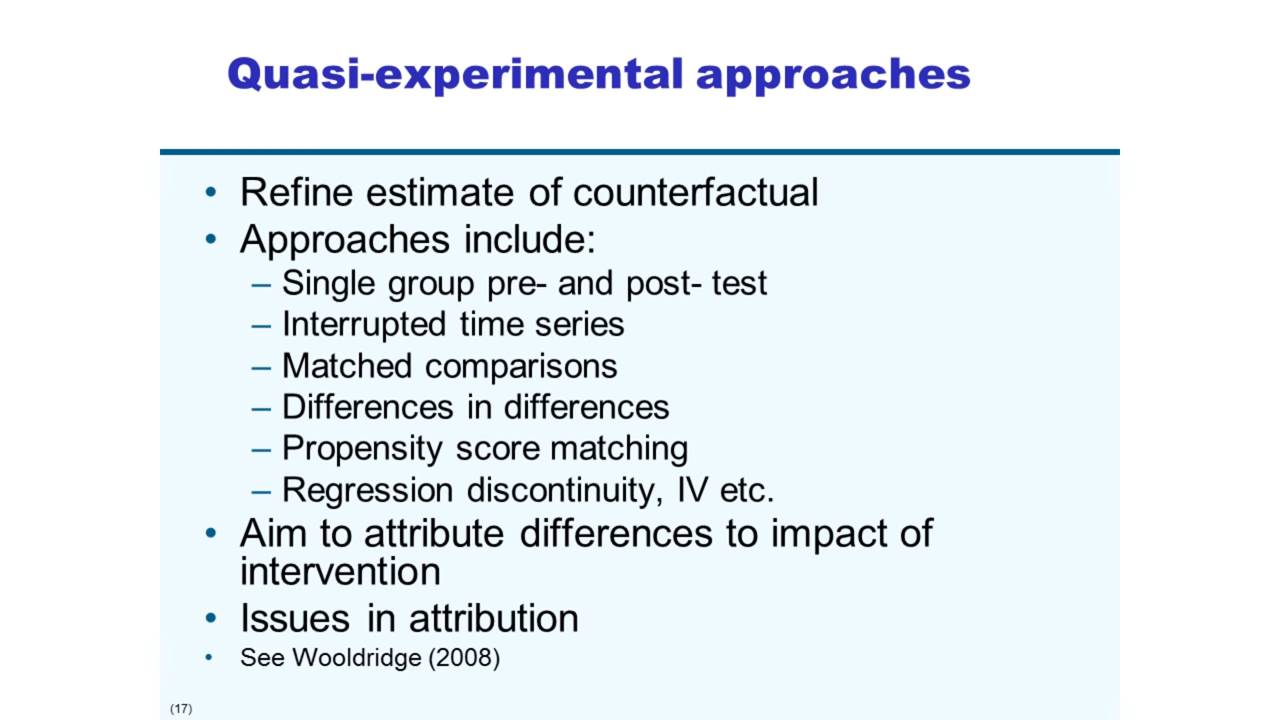 Quasi-experimental approaches
• Refine estimate of counterfactual
• Approaches include:
– Single group pre- and post- test
– Interrupted time series
– Matched comparisons
– Differences in differences
– Propensity score matching
– Regression discontinuity, IV etc.
• Aim to attribute differences to impact of
intervention
• Issues in attribution
• See Wooldridge (2008)
(17)